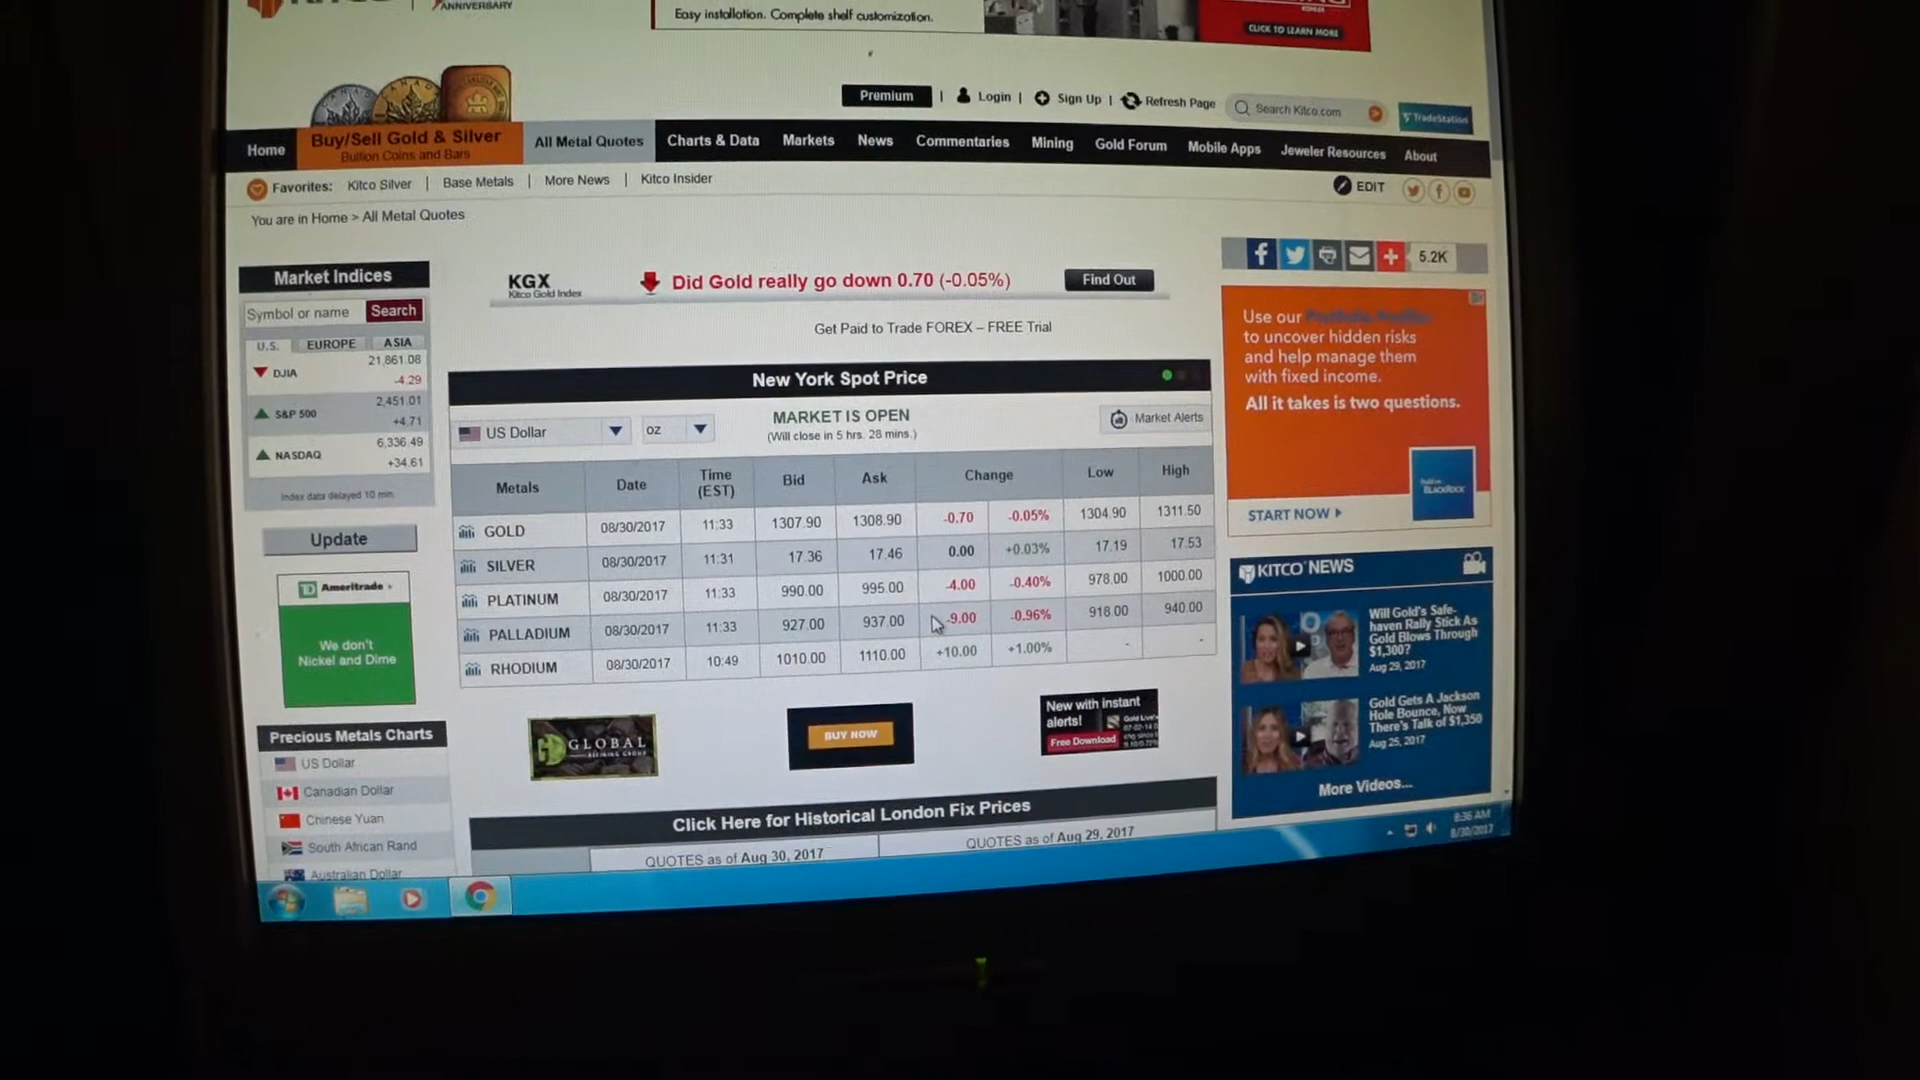 ANNIVERSARY
Easy installation. Complete shelf customization.
CLICK TO LEARN MORE
Premium | Login | Sign Up | Refresh Page Search Kitco.com TradeStation
Home Buy/Sell Gold & Silver All Metal Quotes Charts & Data Markets News Commentaries Mining Gold Forum Mobile Apps Jeweler Resources About
Bullion Coins and Bars
Favorites: Kitco Silver | Base Metals | More News | Kitco Insider EDIT
You are in Home > All Metal Quotes
5.2K
Market Indices
Symbol or name Search
U.S. EUROPE ASIA
DJIA 21,861.08
-4.29
S&P 500 2,451.01
+4.71
NASDAQ 6,336.49
+34.61
Index data delayed 10 min.
Update
Ameritrade
We don't
Nickel and Dime
Precious Metals Charts
US Dollar
Canadian Dollar
Chinese Yuan
South African Rand
Australian Dollar
KGX Did Gold really go down 0.70 (-0.05%) Find Out
Kitco Gold Index
Get Paid to Trade FOREX – FREE Trial
New York Spot Price
US Dollar oz MARKET IS OPEN Market Alerts
(Will close in 5 hrs. 28 mins.)
Metals Date Time (EST) Bid Ask Change Low High
GOLD 08/30/2017 11:33 1307.90 1308.90 -0.70 -0.05% 1304.90 1311.50
SILVER 08/30/2017 11:31 17.36 17.46 0.00 +0.03% 17.19 17.53
PLATINUM 08/30/2017 11:33 990.00 995.00 -4.00 -0.40% 978.00 1000.00
PALLADIUM 08/30/2017 11:33 927.00 937.00 -9.00 -0.96% 918.00 940.00
RHODIUM 08/30/2017 10:49 1010.00 1110.00 +10.00 +1.00% - -
GLOBAL
BUY NOW
New with instant
alerts!
Free Download
Click Here for Historical London Fix Prices
QUOTES as of Aug 30, 2017 QUOTES as of Aug 29, 2017
Use our
to uncover hidden risks
and help manage them
with fixed income.
All it takes is two questions.
BLACKROCK
START NOW
KITCO NEWS
Will Gold's Safe-
haven Rally Stick As
Gold Blows Through
$1,300?
Aug 29, 2017
Gold Gets A Jackson
Hole Bounce, Now
There's Talk of $1,350
Aug 25, 2017
More Videos...
8:36 AM
8/30/2017